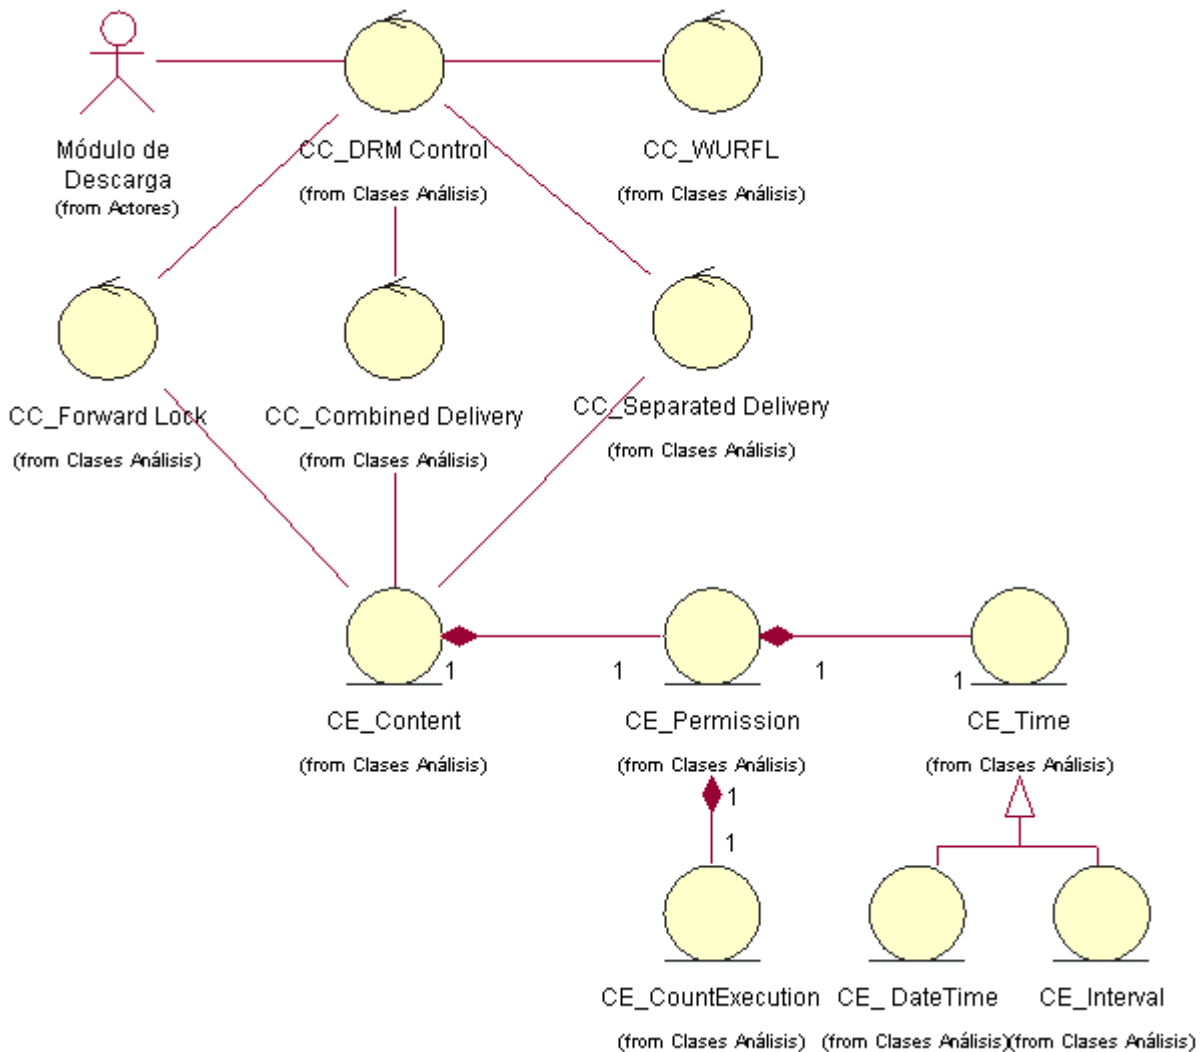 Módulo de
Descarga
(from Actores)
CC_DRM Control
(from Clases Análisis)
CC_WURFL
(from Clases Análisis)
CC_Forward Lock
(from Clases Análisis)
CC_Combined Delivery
(from Clases Análisis)
CC_Separated Delivery
(from Clases Análisis)
1
1
1
1
CE_Content
(from Clases Análisis)
CE_Permission
(from Clases Análisis)
CE_Time
(from Clases Análisis)
1
1
CE_CountExecution
(from Clases Análisis)
CE_ DateTime
(from Clases Análisis)
CE_Interval
(from Clases Análisis)